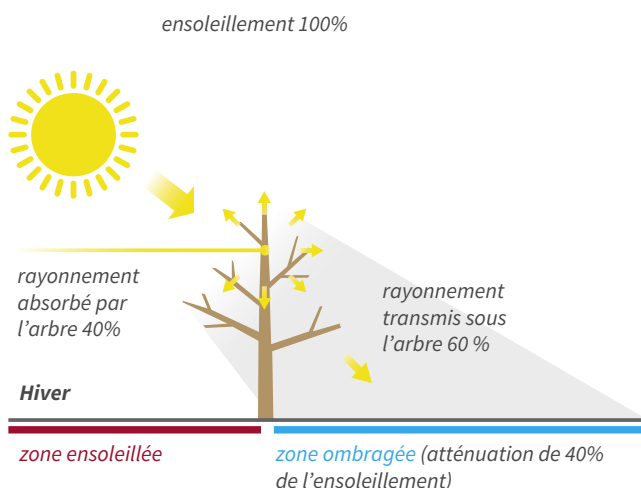 ensoleillement 100%
rayonnement
absorbé par
l'arbre 40%
rayonnement
transmis sous
l'arbre 60 %
Hiver
zone ensoleillée
zone ombragée (atténuation de 40%
de l'ensoleillement)